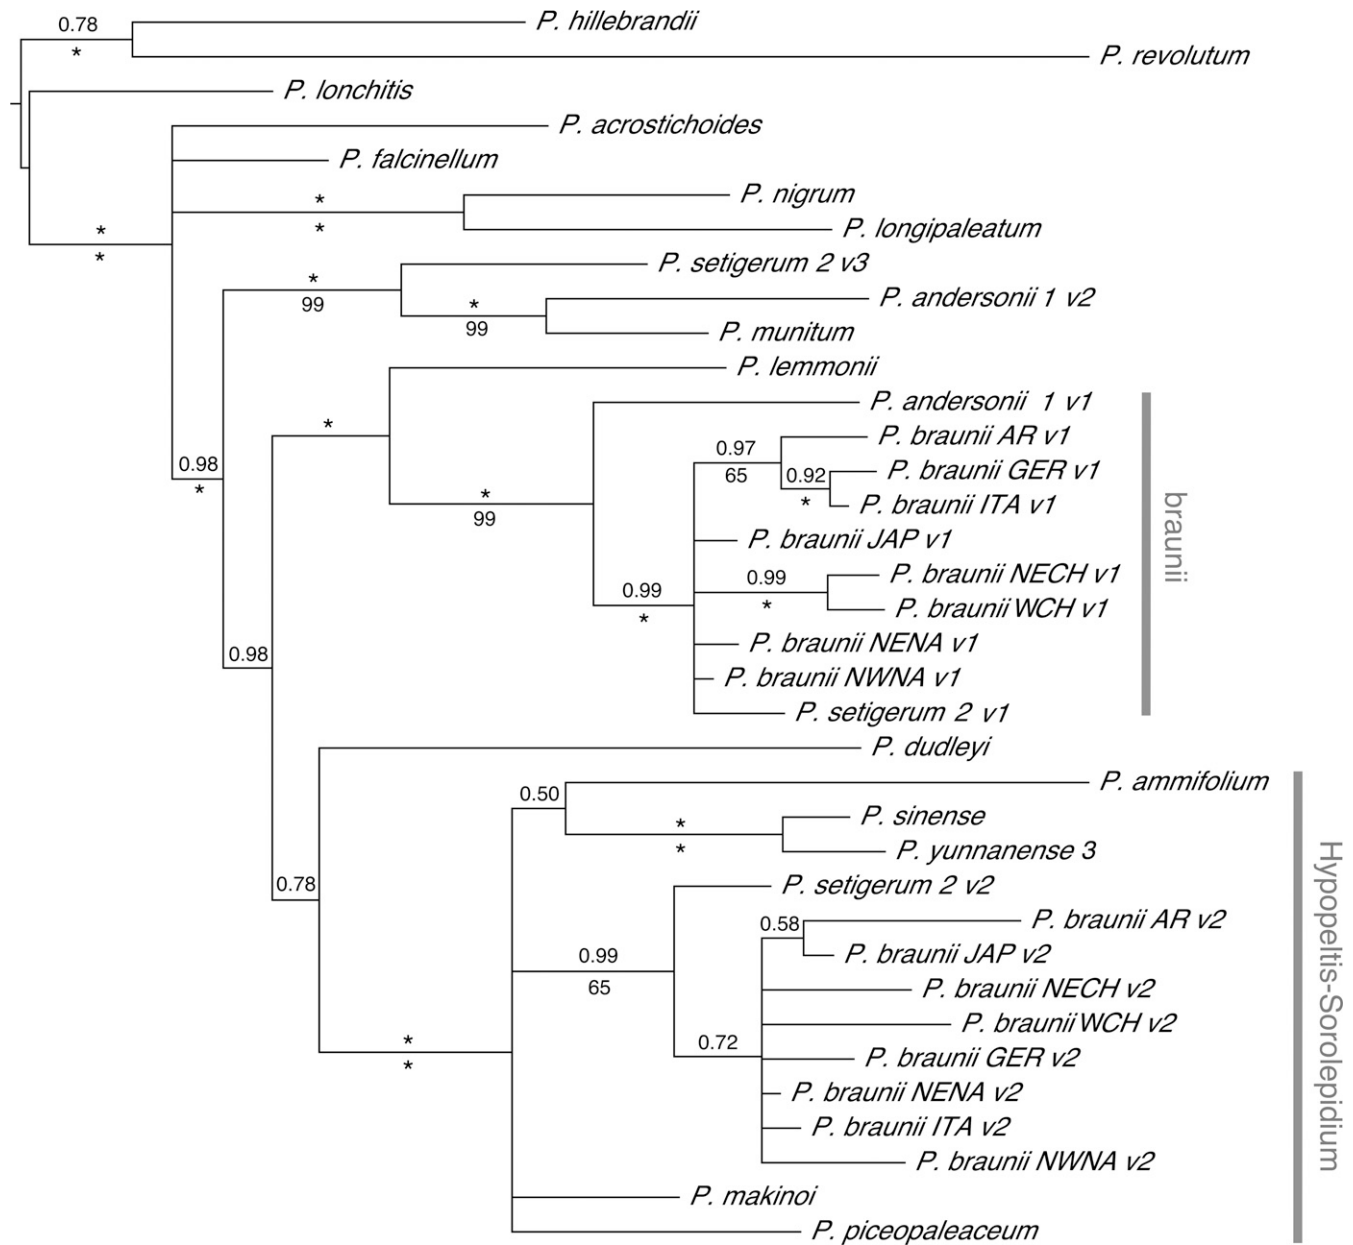 0.78
*
P. hillebrandii
P. revolutum
P. lonchitis
P. acrostichoides
P. falcinellum
*
*
P. nigrum
P. longipaleatum
*
*
P. setigerum 2 v3
*
99
*
99
P. andersonii 1 v2
P. munitum
P. lemmonii
P. andersonii 1 v1
*
0.97
65
P. braunii AR v1
0.98
*
0.92
*
P. braunii GER v1
P. braunii ITA v1
*
99
P. braunii JAP v1
0.99
*
P. braunii NECH v1
P. braunii WCH v1
0.99
*
P. braunii NENA v1
0.98
P. braunii NWNA v1
P. setigerum 2 v1
braunii
P. dudleyi
P. ammifolium
0.50
*
*
P. sinense
P. yunnanense 3
0.78
P. setigerum 2 v2
0.58
P. braunii AR v2
P. braunii JAP v2
0.99
65
P. braunii NECH v2
P. braunii WCH v2
0.72
*
*
P. braunii GER v2
P. braunii NENA v2
P. braunii ITA v2
P. braunii NWNA v2
P. makinoi
P. piceopaleaceum
Hypopeltis-Sorolepidium